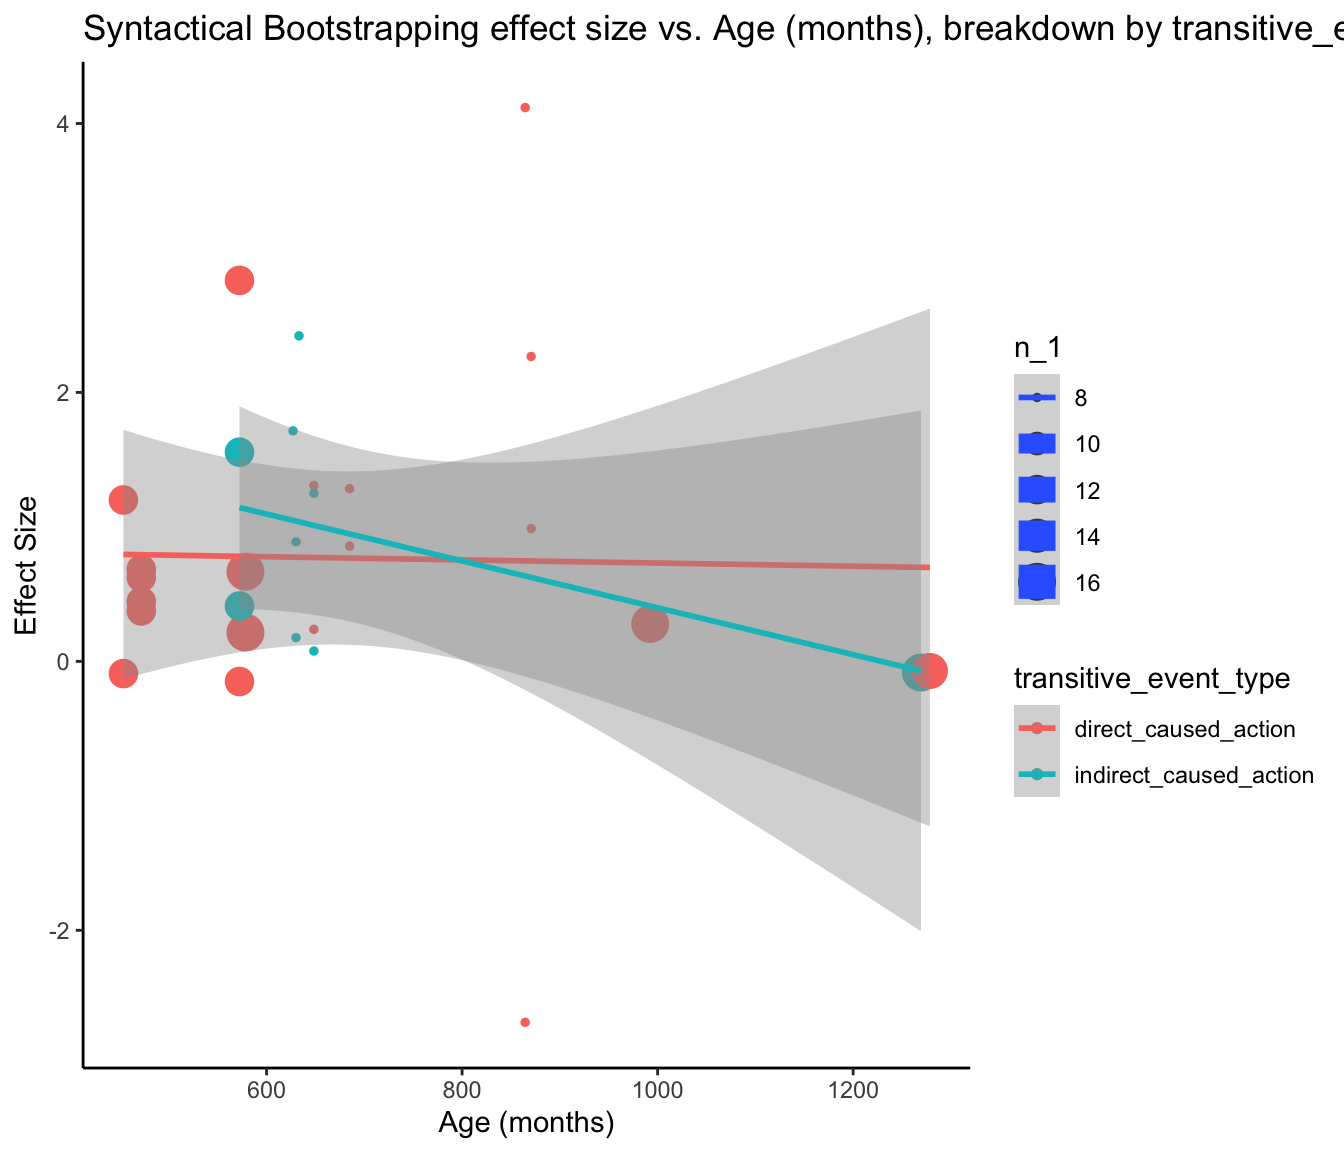 Syntactical Bootstrapping effect size vs. Age (months), breakdown by transitive_e
4
2
0
-2
Effect Size
600 800 1000 1200
Age (months)
n_1
8
10
12
14
16
transitive_event_type
direct_caused_action
indirect_caused_action